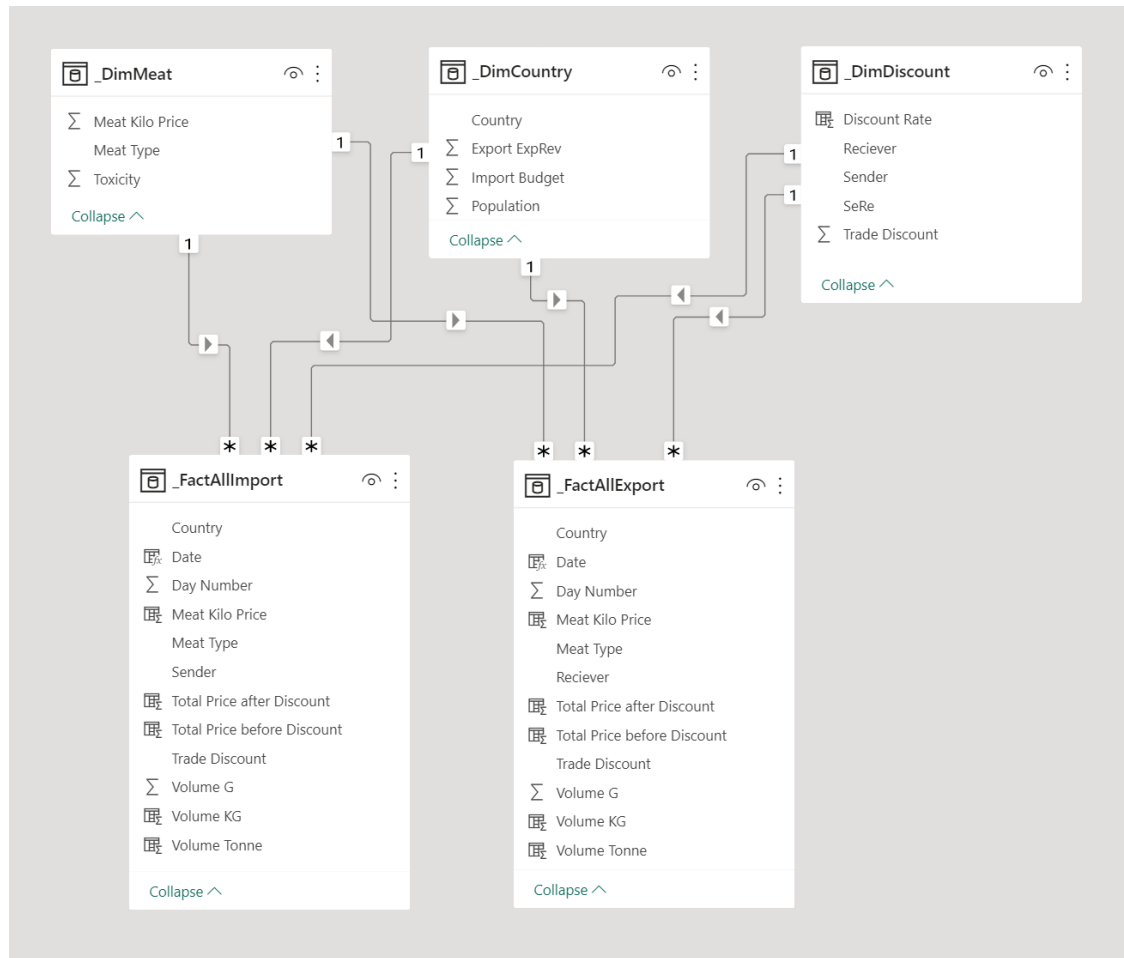 _DimMeat
Meat Kilo Price
Meat Type
Toxicity
Collapse
1
1
_DimCountry
Country
Export ExpRev
Import Budget
Population
Collapse
1
1
_DimDiscount
Discount Rate
Reciever
Sender
SeRe
Trade Discount
Collapse
1
1
* * *
* * *
_FactAllImport
Country
Date
Day Number
Meat Kilo Price
Meat Type
Sender
Total Price after Discount
Total Price before Discount
Trade Discount
Volume G
Volume KG
Volume Tonne
Collapse
_FactAllExport
Country
Date
Day Number
Meat Kilo Price
Meat Type
Reciever
Total Price after Discount
Total Price before Discount
Trade Discount
Volume G
Volume KG
Volume Tonne
Collapse